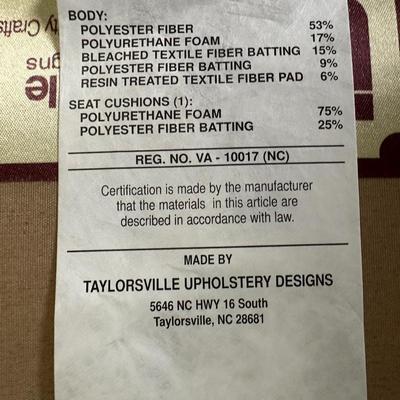 BODY:
POLYESTER FIBER 53%
POLYURETHANE FOAM 17%
BLEACHED TEXTILE FIBER BATTING 15%
POLYESTER FIBER BATTING 9%
RESIN TREATED TEXTILE FIBER PAD 6%
SEAT CUSHIONS (1):
POLYURETHANE FOAM 75%
POLYESTER FIBER BATTING 25%
REG. NO. VA - 10017 (NC)
Certification is made by the manufacturer
that the materials in this article are
described in accordance with law.
MADE BY
TAYLORSVILLE UPHOLSTERY DESIGNS
5646 NC HWY 16 South
Taylorsville, NC 28681